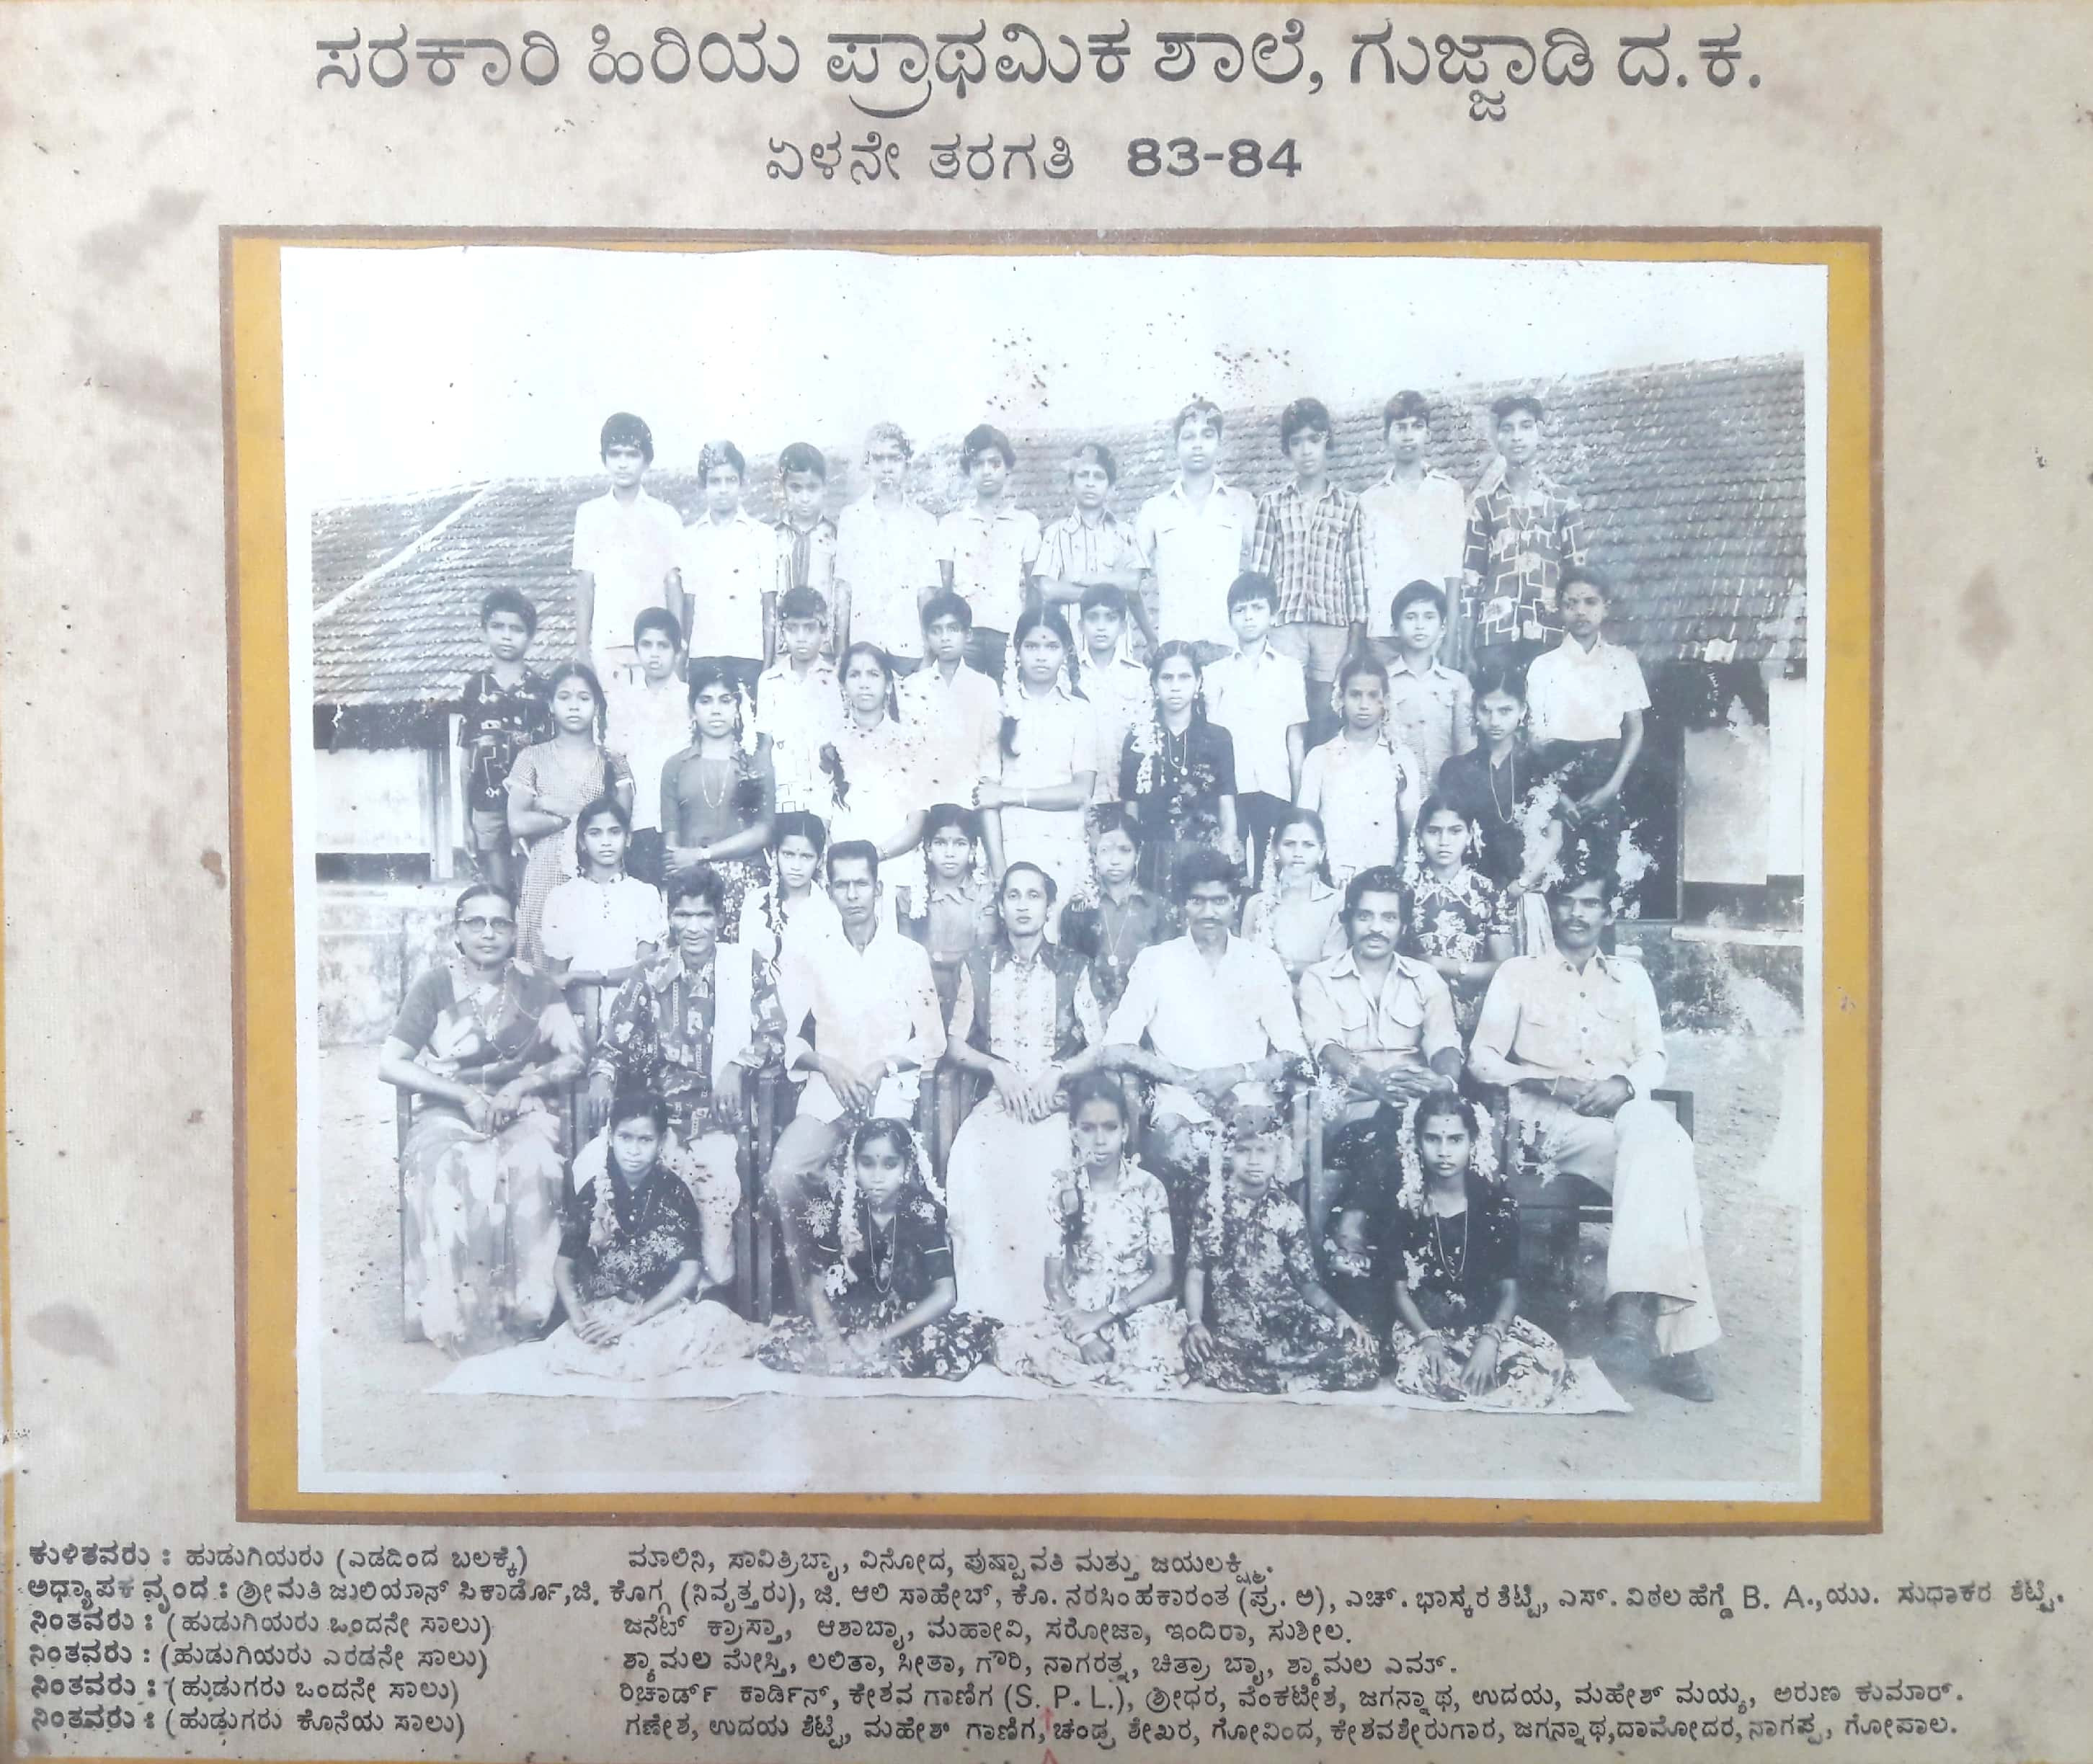 ಸರಕಾರಿ ಹಿರಿಯ ಪ್ರಾಥಮಿಕ ಶಾಲೆ, ಗುಜ್ಜಾಡಿ ದ.ಕ.
ಏಳನೇ ತರಗತಿ 83-84
ಕುಳಿತವರು : ಹುಡುಗಿಯರು (ಎಡದಿಂದ ಬಲಕ್ಕೆ) ಮಾಲಿನಿ, ಸಾವಿತ್ರಿಬಾೖ, ವಿನೋದ, ಪುಷ್ಪಾವತಿ ಮತ್ತು ಜಯಲಕ್ಷ್ಮಿ.
ಅಧ್ಯಾಪಕ ವೃಂದ : ಶ್ರೀಮತಿ ಜುಲಿಯಾನ್ ಸಿಕಾರ್ಡೊ, ಜಿ. ಕೊಗ್ಗ (ನಿವೃತ್ತರು), ಜಿ. ಆಲಿ ಸಾಹೇಬ್, ಕೊ. ನರಸಿಂಹಕಾರಂತ (ಪ್ರ. ಅ), ಎಚ್. ಭಾಸ್ಕರ ಶೆಟ್ಟಿ, ಎಸ್. ವಿಠಲ ಹೆಗ್ಡೆ B. A., ಯು. ಸುಧಾಕರ ಶೆಟ್ಟಿ.
ನಿಂತವರು : (ಹುಡುಗಿಯರು ಒಂದನೇ ಸಾಲು) ಜನೆಟ್ ಕ್ರಾಸ್ತಾ, ಆಶಾಬಾೖ, ಮಹಾದೇವಿ, ಸರೋಜಾ, ಇಂದಿರಾ, ಸುಶೀಲ.
ನಿಂತವರು : (ಹುಡುಗಿಯರು ಎರಡನೇ ಸಾಲು) ಶ್ಯಾಮಲ ಮೇಸ್ತಿ, ಲಲಿತಾ, ಸೀತಾ, ಗೌರಿ, ನಾಗರತ್ನ, ಚಿತ್ರಾ ಬಾೖ, ಶ್ಯಾಮಲ ಎಮ್.
ನಿಂತವರು : (ಹುಡುಗರು ಒಂದನೇ ಸಾಲು) ರಿಚಾರ್ಡ್ ಕಾರ್ಡಿನ್, ಕೇಶವ ಗಾಣಿಗ (S. P. L.), ಶ್ರೀಧರ, ವೆಂಕಟೇಶ, ಜಗನ್ನಾಥ, ಉದಯ, ಮಹೇಶ್ ಮಯ್ಯ, ಅರುಣ ಕುಮಾರ್.
ನಿಂತವರು : (ಹುಡುಗರು ಕೊನೆಯ ಸಾಲು) ಗಣೇಶ, ಉದಯ ಶೆಟ್ಟಿ, ಮಹೇಶ್ ಗಾಣಿಗ, ಚಂದ್ರ ಶೇಖರ, ಗೋವಿಂದ, ಕೇಶವಶೇರುಗಾರ, ಜಗನ್ನಾಥ, ದಾಮೋದರ, ನಾಗಪ್ಪ, ಗೋಪಾಲ.